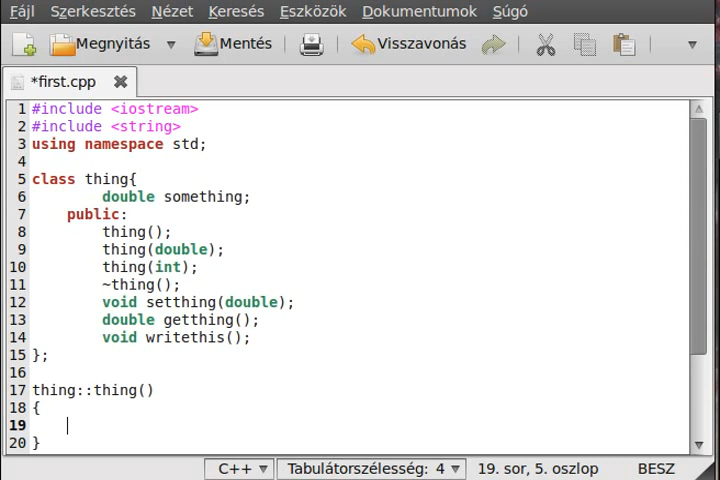 Fájl Szerkesztés Nézet Keresés Eszközök Dokumentumok Súgó
Megnyitás Mentés Visszavonás
*first.cpp
1 #include <iostream>
2 #include <string>
3 using namespace std;
4
5 class thing{
6 double something;
7 public:
8 thing();
9 thing(double);
10 thing(int);
11 ~thing();
12 void setthing(double);
13 double getthing();
14 void writethis();
15 };
16
17 thing::thing()
18 {
19
20 }
C++ Tabulátorszélesség: 4 19. sor, 5. oszlop BESZ